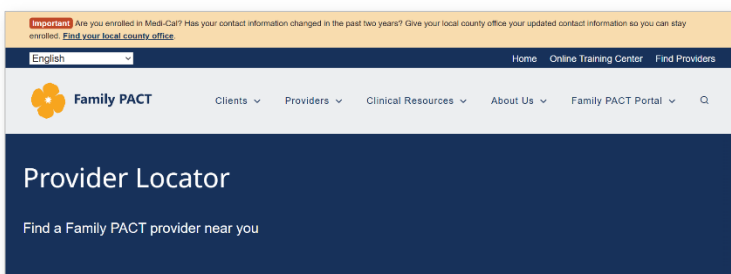 Important Are you enrolled in Medi-Cal? Has your contact information changed in the past two years? Give your local county office your updated contact information so you can stay
enrolled. Find your local county office.
English Home Online Training Center Find Providers
Family PACT Clients Providers Clinical Resources About Us Family PACT Portal
Provider Locator
Find a Family PACT provider near you